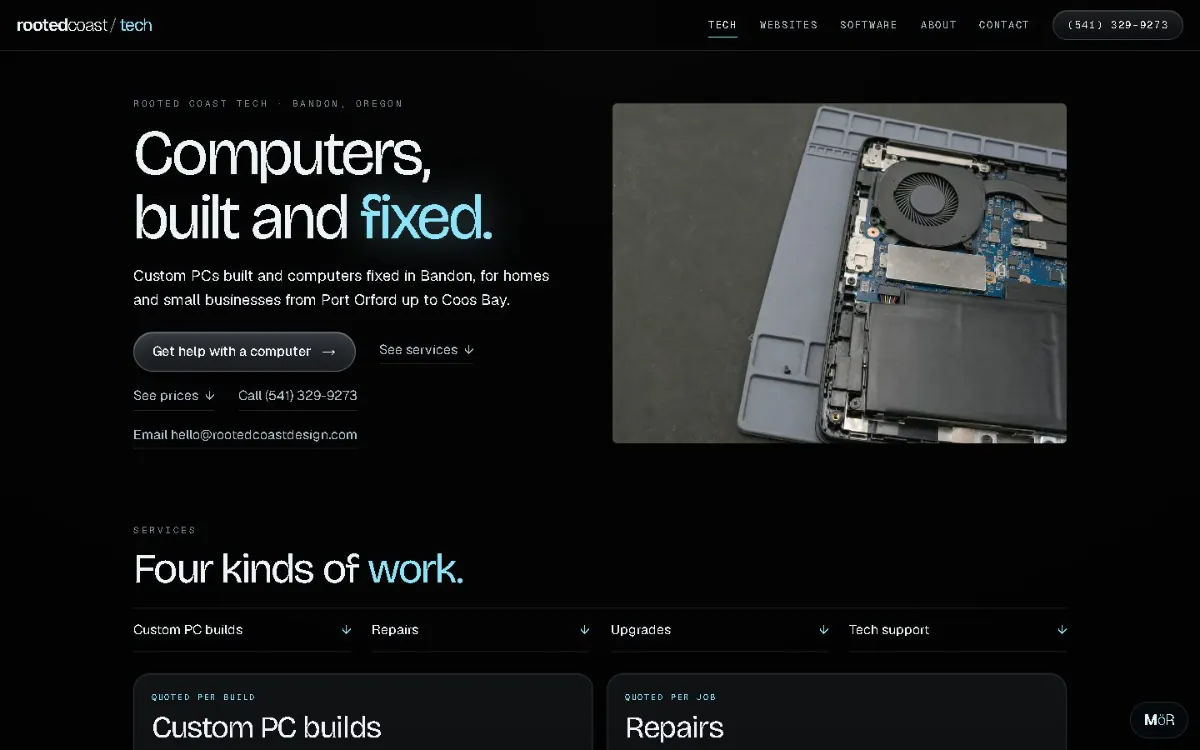 rootedcoast / tech
TECH WEBSITES SOFTWARE ABOUT CONTACT (541) 329-9273
ROOTED COAST TECH · BANDON, OREGON
Computers,
built and fixed.
Custom PCs built and computers fixed in Bandon, for homes
and small businesses from Port Orford up to Coos Bay.
Get help with a computer →
See services ↓
See prices ↓ Call (541) 329-9273
Email hello@rootedcoastdesign.com
SERVICES
Four kinds of work.
Custom PC builds ↓ Repairs ↓ Upgrades ↓ Tech support ↓
QUOTED PER BUILD
Custom PC builds
QUOTED PER JOB
Repairs
MöR